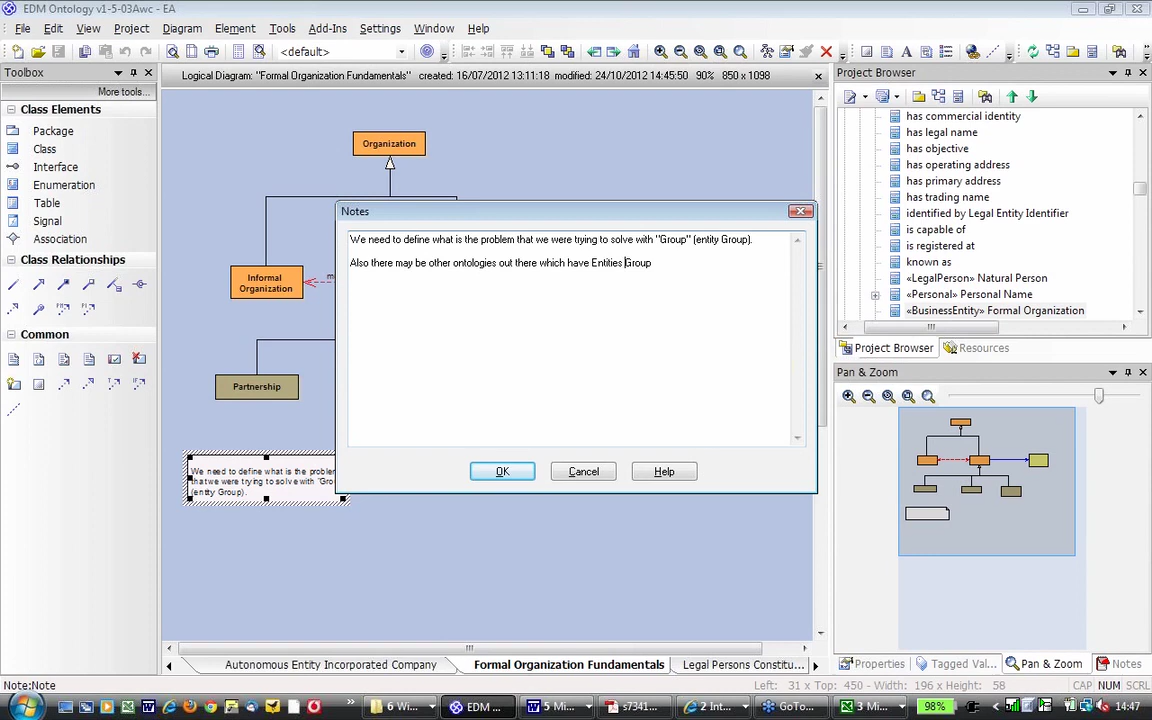 EDM Ontology v1-5-03Awc - EA
File Edit View Project Diagram Element Tools Add-Ins Settings Window Help
<default>
Toolbox
More tools...
Class Elements
Package
Class
Interface
Enumeration
Table
Signal
Association
Class Relationships
Common
Logical Diagram: "Formal Organization Fundamentals" created: 16/07/2012 13:11:18 modified: 24/10/2012 14:45:50 90% 850 x 1098
Organization
Informal
Organization
Partnership
We need to define what is the problem
that we were trying to solve with "Grou
(entity Group).
Notes
We need to define what is the problem that we were trying to solve with "Group" (entity Group).
Also there may be other ontologies out there which have Entities Group
OK
Cancel
Help
Autonomous Entity Incorporated Company
Formal Organization Fundamentals
Legal Persons Constitu...
Project Browser
has commercial identity
has legal name
has objective
has operating address
has primary address
has trading name
identified by Legal Entity Identifier
is capable of
is registered at
known as
«LegalPerson» Natural Person
«Personal» Personal Name
«BusinessEntity» Formal Organization
Project Browser
Resources
Pan & Zoom
Properties
Tagged Val...
Pan & Zoom
Notes
Note:Note
Left: 31 x Top: 450 - Width: 196 x Height: 58
CAP NUM SCRL
6 Wi...
EDM ...
5 Mi...
s7341...
2 Int...
GoTo...
3 Mi...
98%
14:47